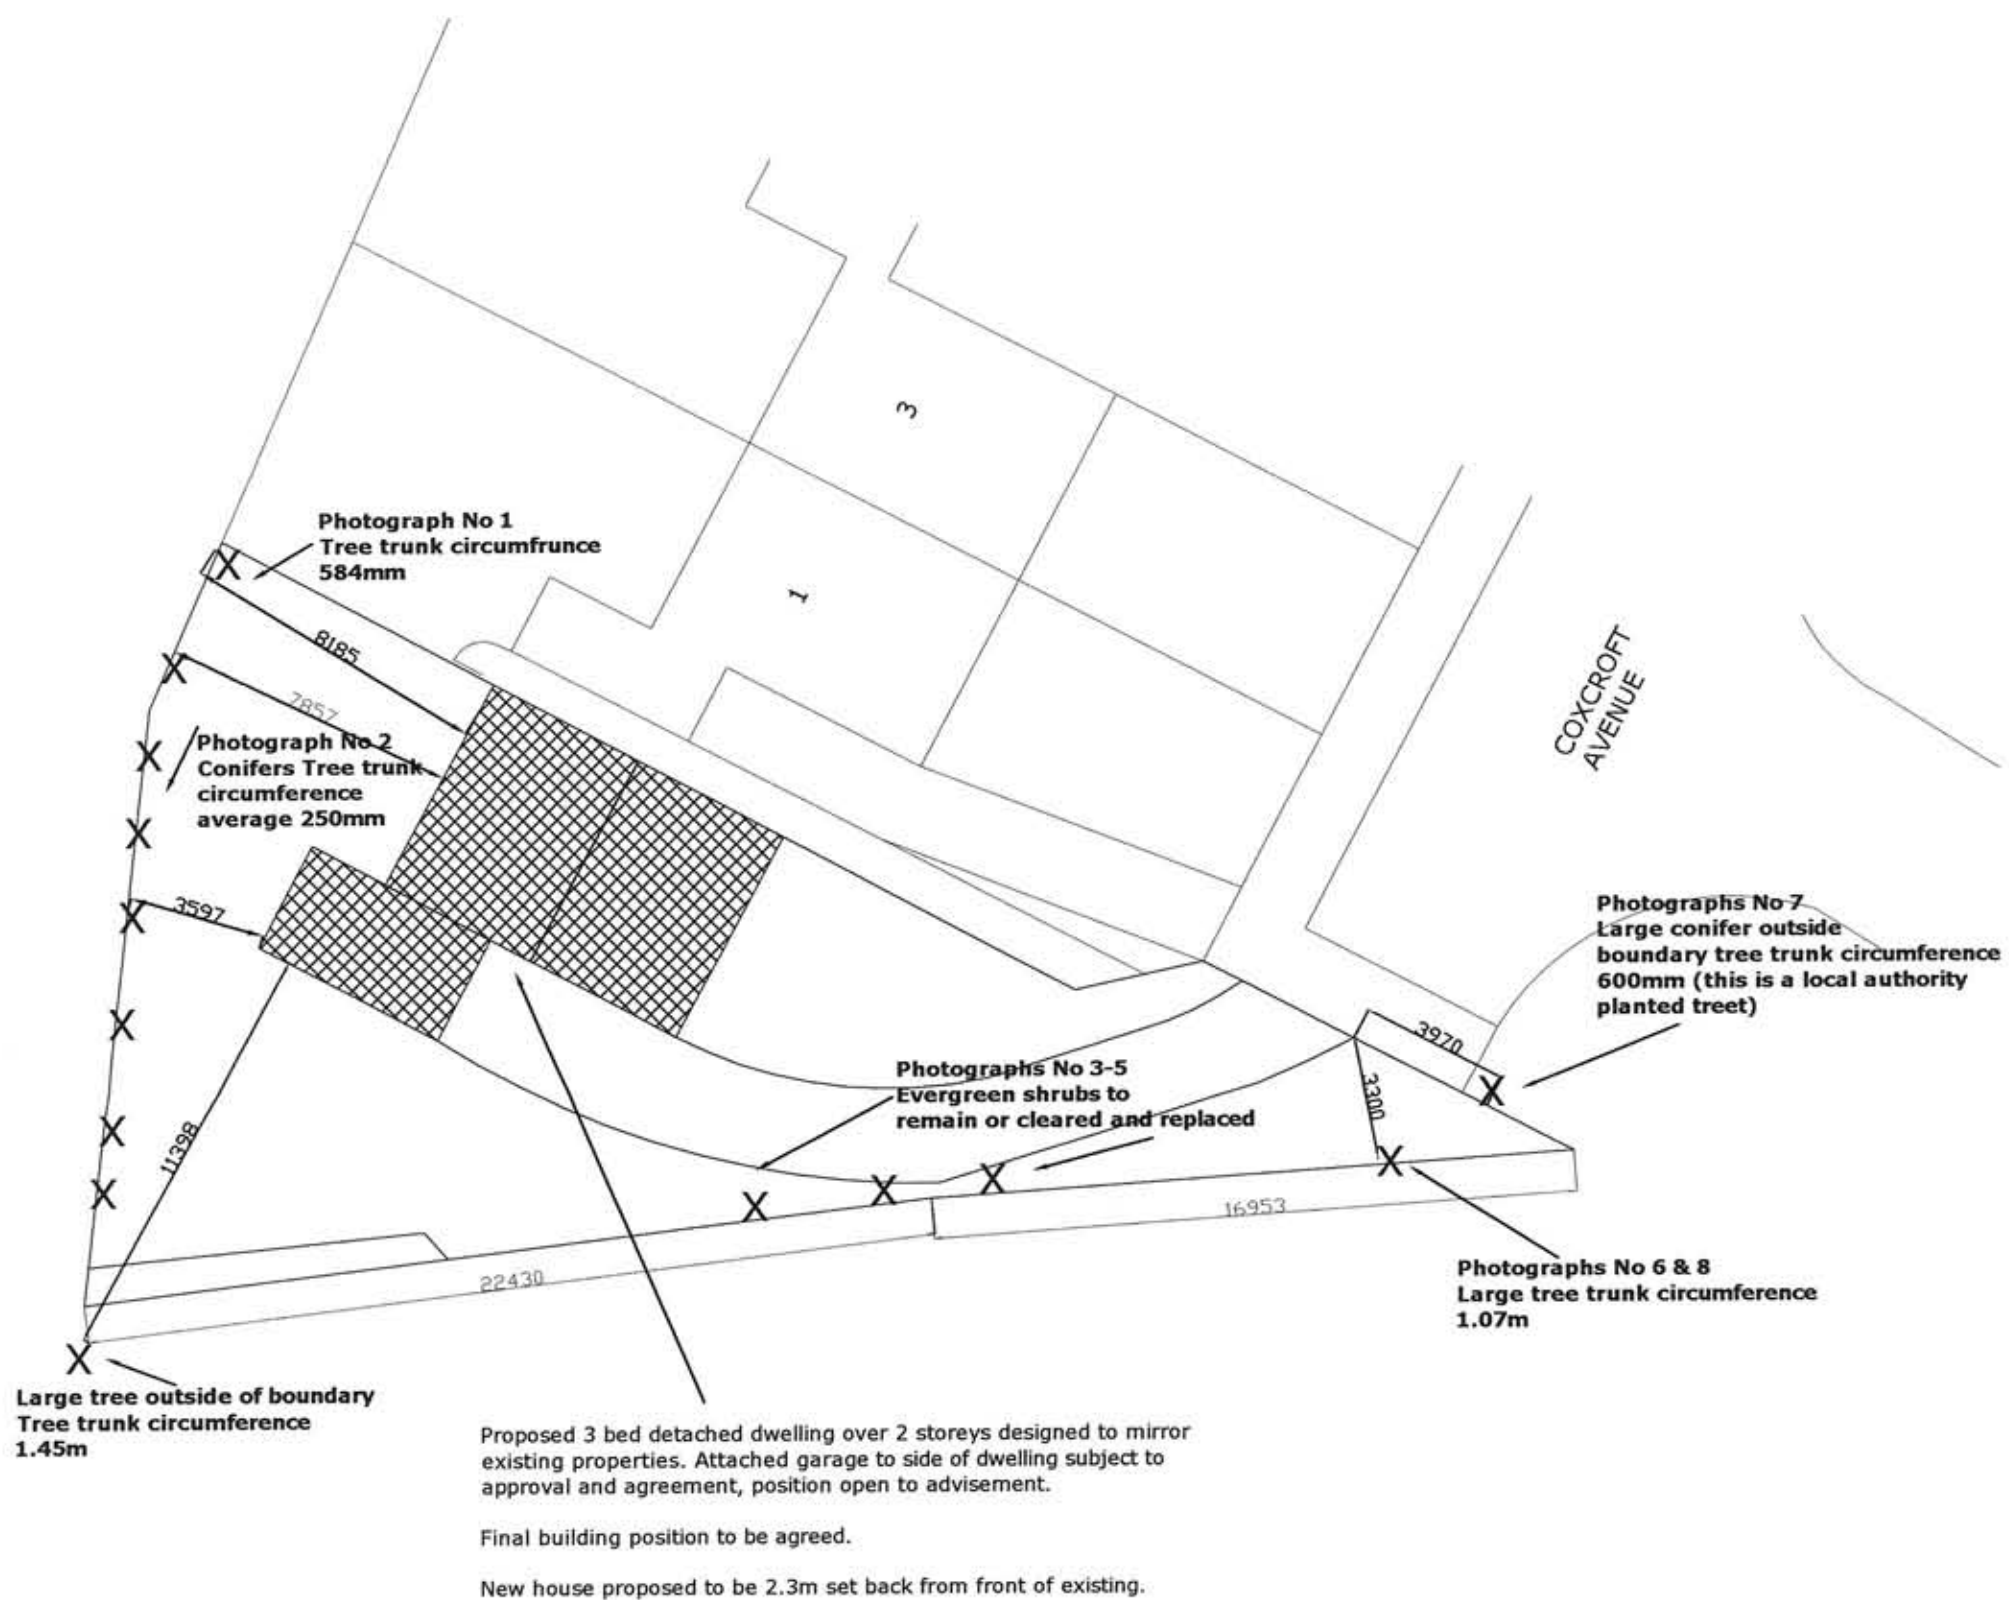 3
Photograph No 1
Tree trunk circumfrunce
584mm
1
8185
7857
COXCROFT
AVENUE
Photograph No 2
Conifers Tree trunk
circumference
average 250mm
3597
Photographs No 7
Large conifer outside
boundary tree trunk circumference
600mm (this is a local authority
planted treet)
3970
Photographs No 3-5
Evergreen shrubs to
remain or cleared and replaced
3300
11398
16953
22430
Photographs No 6 & 8
Large tree trunk circumference
1.07m
Large tree outside of boundary
Tree trunk circumference
1.45m
Proposed 3 bed detached dwelling over 2 storeys designed to mirror
existing properties. Attached garage to side of dwelling subject to
approval and agreement, position open to advisement.
Final building position to be agreed.
New house proposed to be 2.3m set back from front of existing.